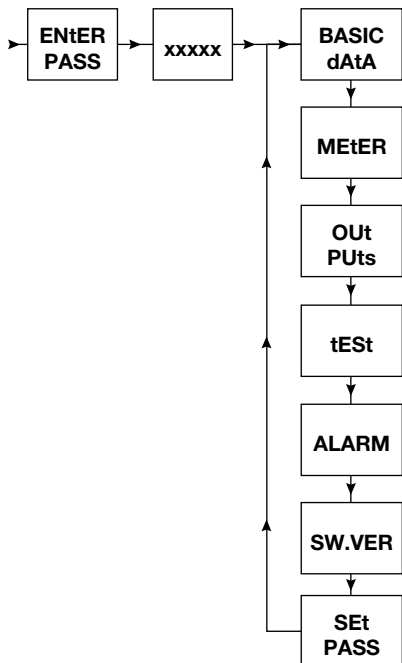 ENtER
PASS
xxxxx
BASIC
dAtA
MEtER
OUt
PUts
tESt
ALARM
SW.VER
SEt
PASS